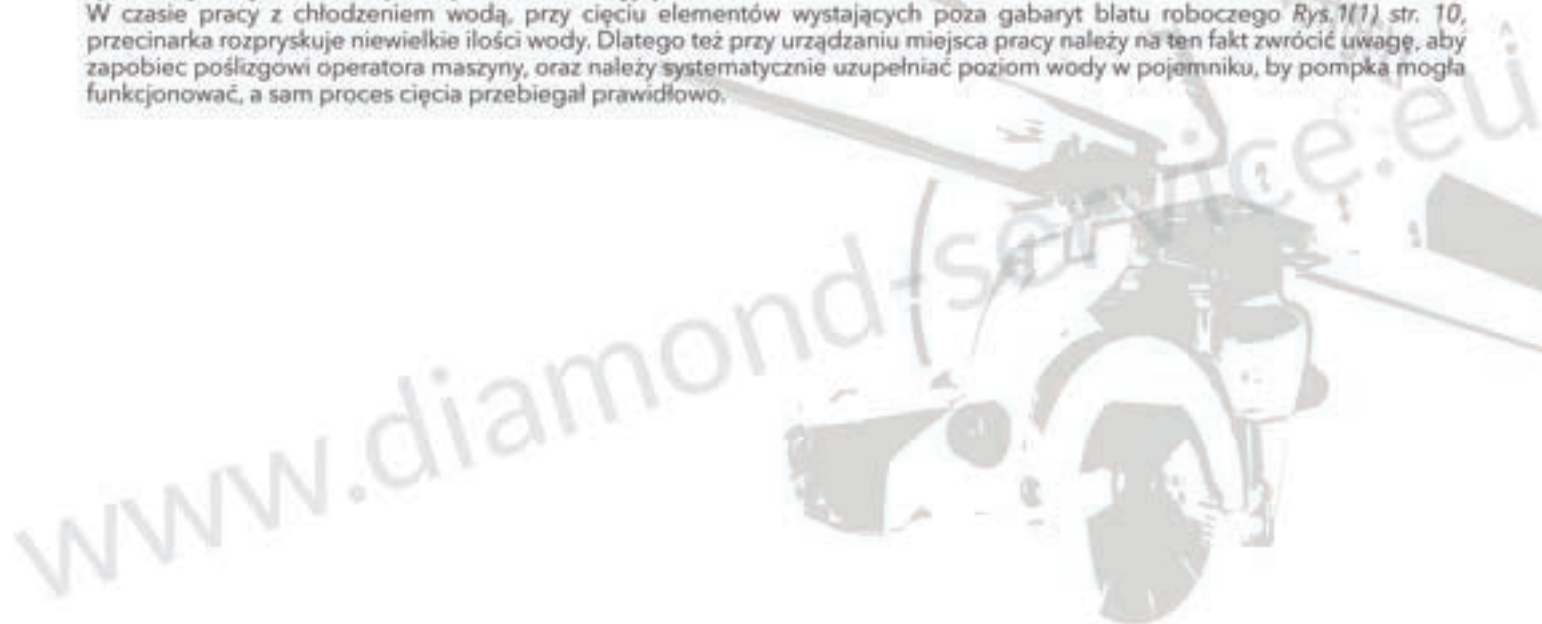 W czasie pracy z chłodzeniem wodą, przy cięciu elementów wystających poza gabaryt blatu roboczego Rys.1(1) str. 10,
przecinarka rozpryskuje niewielkie ilości wody. Dlatego też przy urządzaniu miejsca pracy należy na ten fakt zwrócić uwagę, aby
zapobiec poślizgowi operatora maszyny, oraz należy systematycznie uzupełniać poziom wody w pojemniku, by pompka mogła
funkcjonować, a sam proces cięcia przebiegał prawidłowo.
www.diamond-service.eu